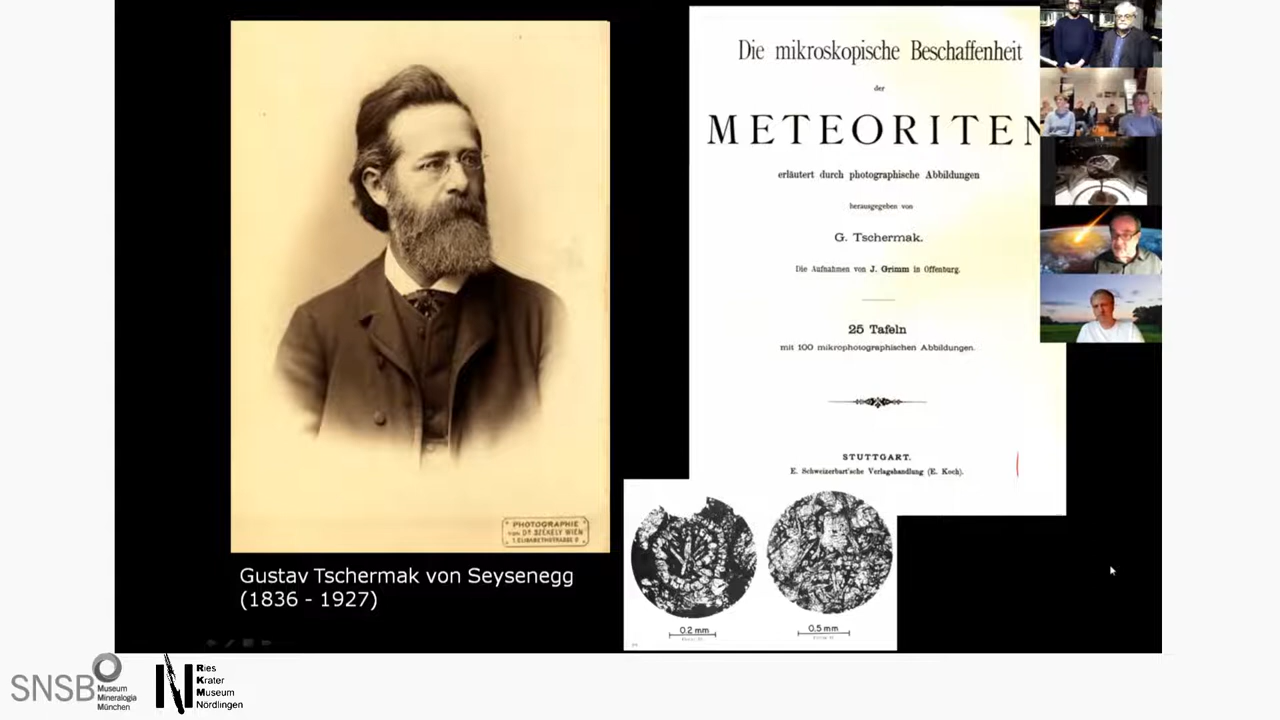 Die mikroskopische Beschaffenheit
der
METEORITEN
erläutert durch photographische Abbildungen
herausgegeben von
G. Tschermak.
Die Aufnahmen von J. Grimm in Offenburg.
25 Tafeln
mit 100 mikrophotographischen Abbildungen.
STUTTGART.
E. Schweizerbart'sche Verlagshandlung (E. Koch).
PHOTOGRAPHIE
von Dr SZÉKELY WIEN
Gustav Tschermak von Seysenegg
(1836 - 1927)
0.2 mm
0.5 mm
SNSB
Museum
Mineralogia
München
Ries
Krater
Museum
Nördlingen